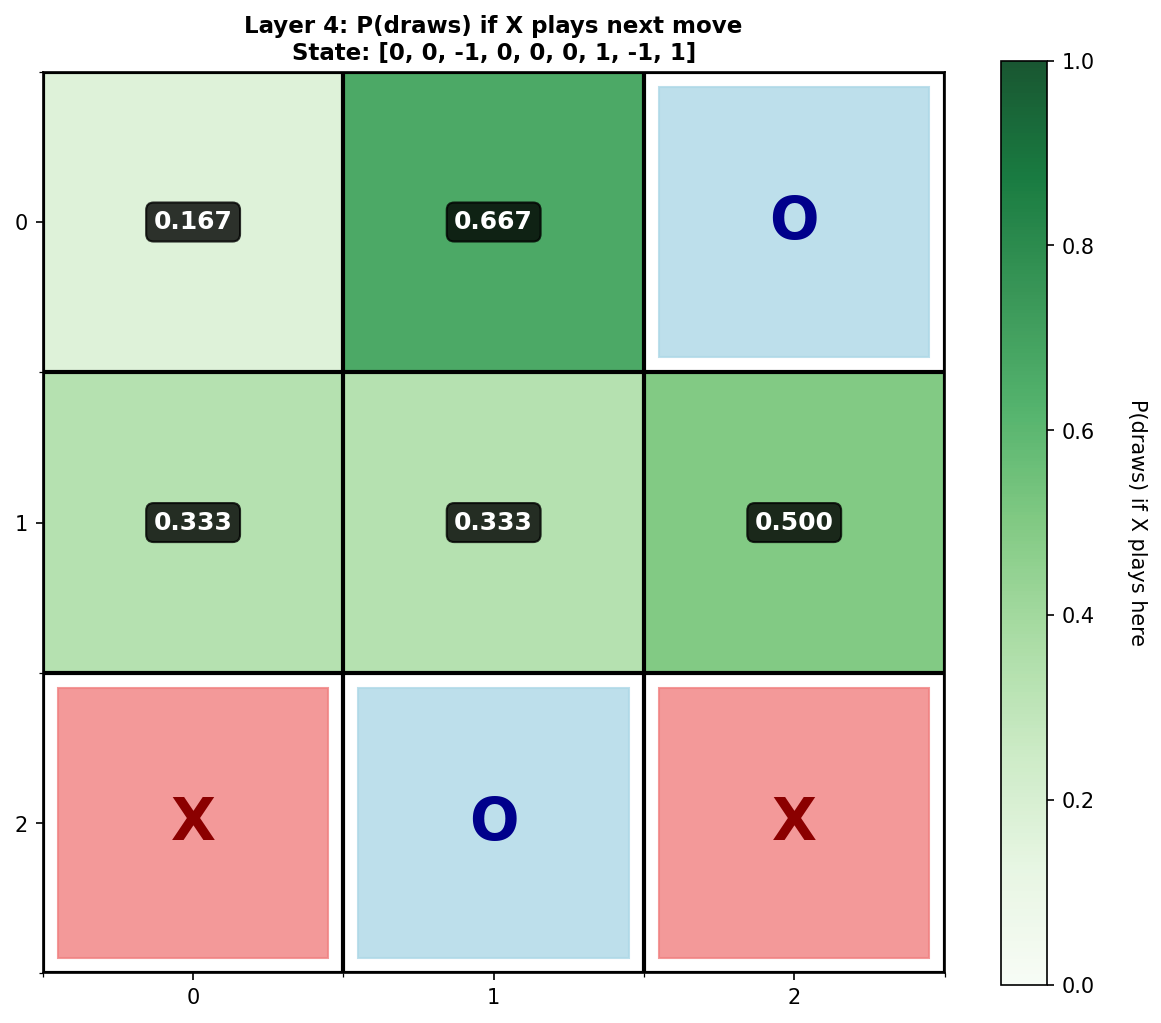 Layer 4: P(draws) if X plays next move
State: [0, 0, -1, 0, 0, 0, 1, -1, 1]
0
0.167
0.667
O
1
0.333
0.333
0.500
2
X
O
X
0
1
2
1.0
0.8
0.6
0.4
0.2
0.0
P(draws) if X plays here